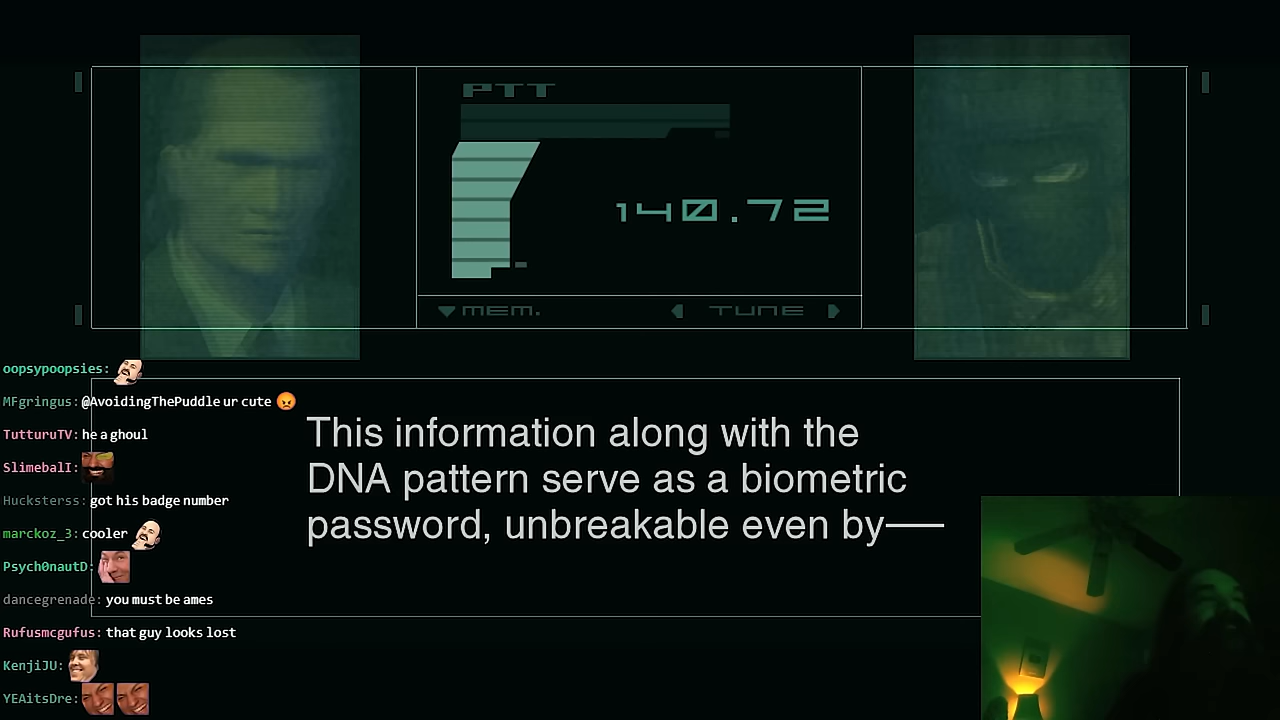 PTT
140.72
MEM.
TUNE
oopsypoopsies:
MFgringus: @AvoidingThePuddle ur cute
TutturuTV: he a ghoul
SlimebalI:
Hucksterss: got his badge number
marckoz_3: cooler
Psych0nautD:
dancegrenade: you must be ames
Rufusmcgufus: that guy looks lost
KenjiJU:
YEAitsDre:
This information along with the
DNA pattern serve as a biometric
password, unbreakable even by──